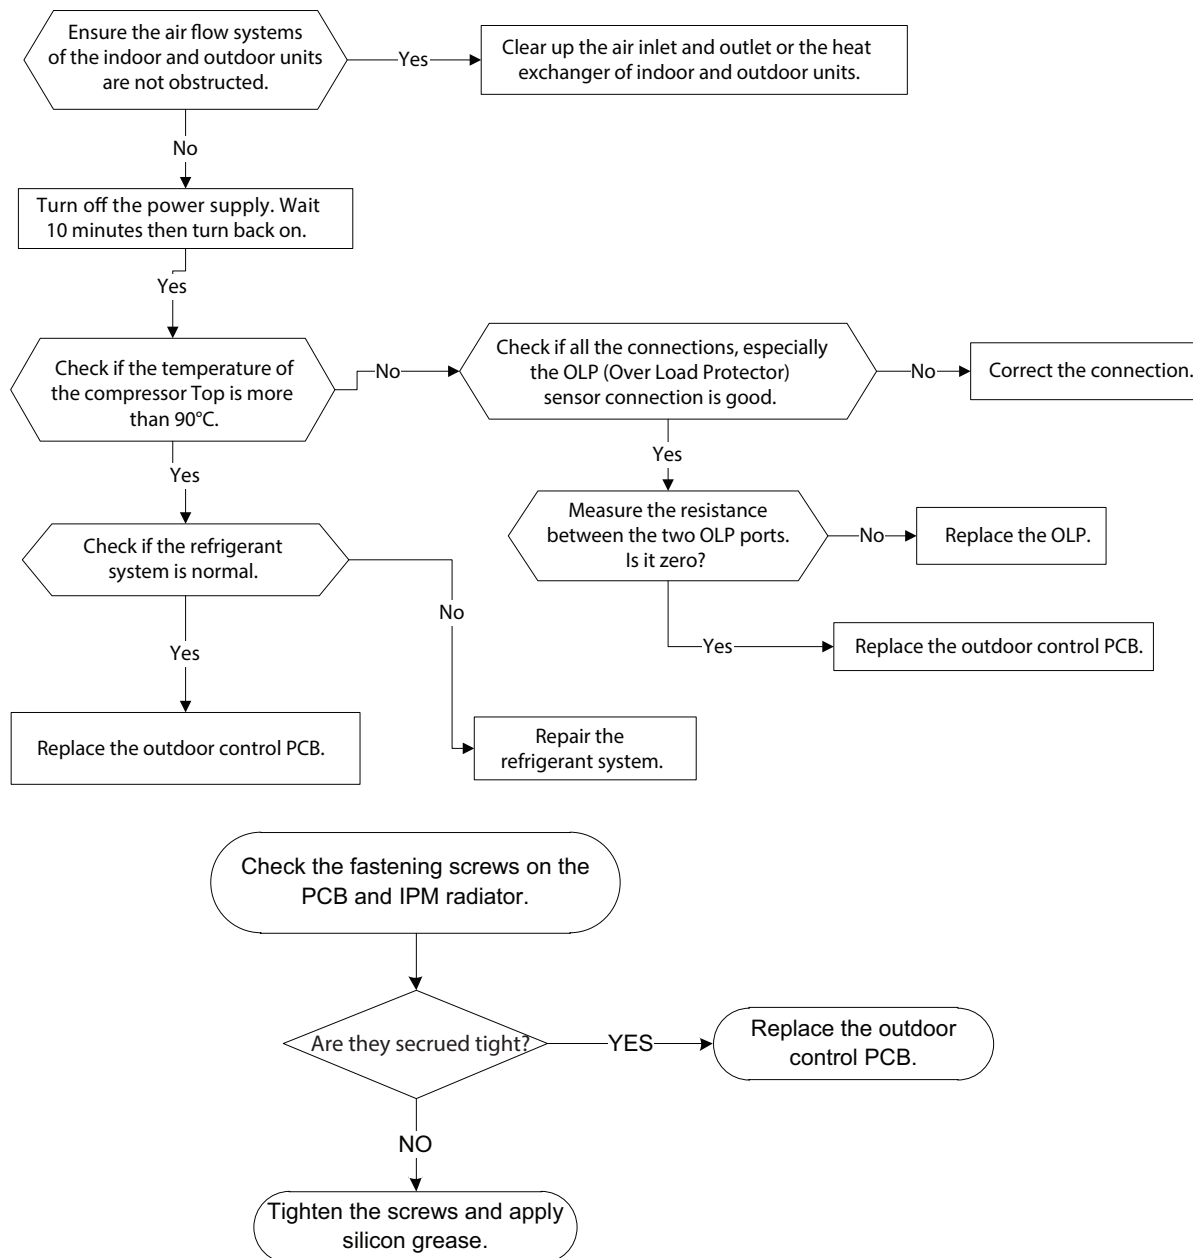 Ensure the air flow systems
of the indoor and outdoor units
are not obstructed.
Yes
Clear up the air inlet and outlet or the heat
exchanger of indoor and outdoor units.
No
Turn off the power supply. Wait
10 minutes then turn back on.
Yes
Check if the temperature of
the compressor Top is more
than 90°C.
No
Check if all the connections, especially
the OLP (Over Load Protector)
sensor connection is good.
No
Correct the connection.
Yes
Yes
Measure the resistance
between the two OLP ports.
Is it zero?
No
Replace the OLP.
Check if the refrigerant
system is normal.
No
Yes
Replace the outdoor control PCB.
Yes
Replace the outdoor control PCB.
Repair the
refrigerant system.
Check the fastening screws on the
PCB and IPM radiator.
Are they secrued tight?
YES
Replace the outdoor
control PCB.
NO
Tighten the screws and apply
silicon grease.